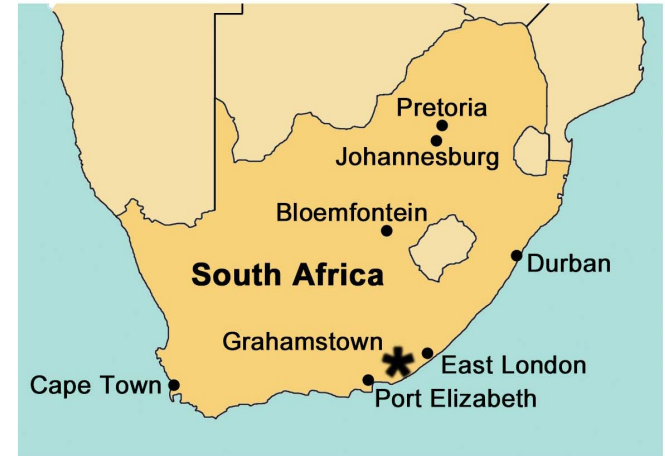 Pretoria
Johannesburg
Bloemfontein
Durban
South Africa
Grahamstown
*
East London
Cape Town
Port Elizabeth